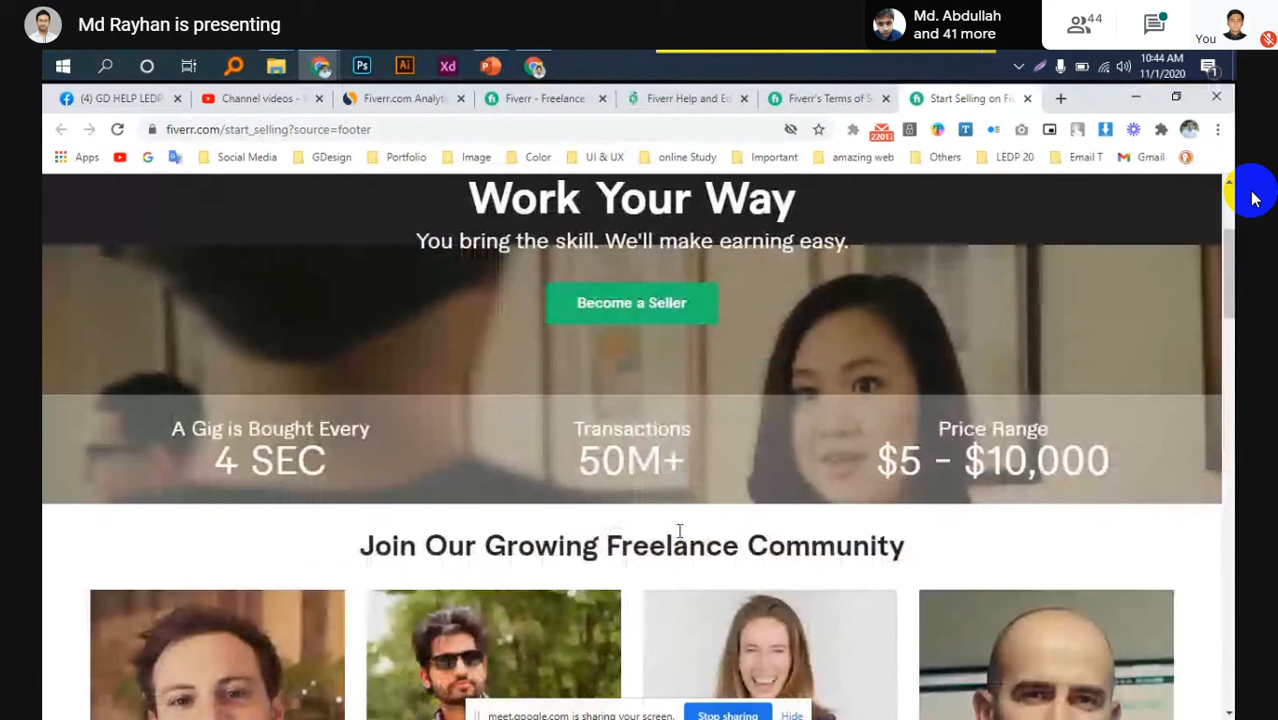 Md Rayhan is presenting
Md. Abdullah
and 41 more
44
You
Ps
Ai
Xd
10:44 AM
11/1/2020
1
(4) GD HELP LEDP
Channel videos -
Fiverr.com Analyt
Fiverr - Freelance
Fiverr Help and Ed
Fiverr's Terms of S
Start Selling on Fi
fiverr.com/start_selling?source=footer
22017
Apps
Social Media
GDesign
Portfolio
Image
Color
UI & UX
online Study
Important
amazing web
Others
LEDP 20
Email T
Gmail
Work Your Way
You bring the skill. We'll make earning easy.
Become a Seller
A Gig is Bought Every
4 SEC
Transactions
50M+
Price Range
$5 - $10,000
Join Our Growing Freelance Community
meet.google.com is sharing your screen.
Stop sharing
Hide